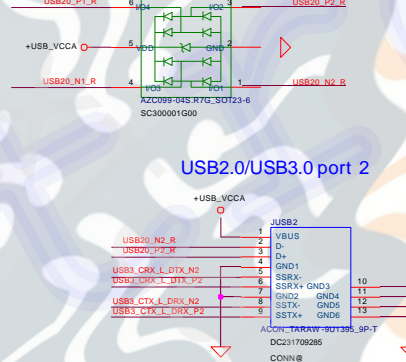 USB20_P1_R 6 I/O4 I/O2 3 USB20_P2_R
+USB_VCCA 5 VDD GND 2
USB20_N1_R 4 I/O3 I/O1 1 USB20_N2_R
AZC099-04S.R7G_SOT23-6
SC300001G00
USB2.0/USB3.0 port 2
+USB_VCCA
JUSB2
1 VBUS
USB20_N2_R 2 D-
USB20_P2_R 3 D+
4 GND1
USB3_CRX_L_DTX_N2 5 SSRX-
USB3_CRX_L_DTX_P2 6 SSRX+ GND3 10
7 GND2 GND4 11
USB3_CTX_L_DRX_N2 8 SSTX- GND5 12
USB3_CTX_L_DRX_P2 9 SSTX+ GND6 13
ACON_TARAW-9U1395_9P-T
DC231709285
CONN@